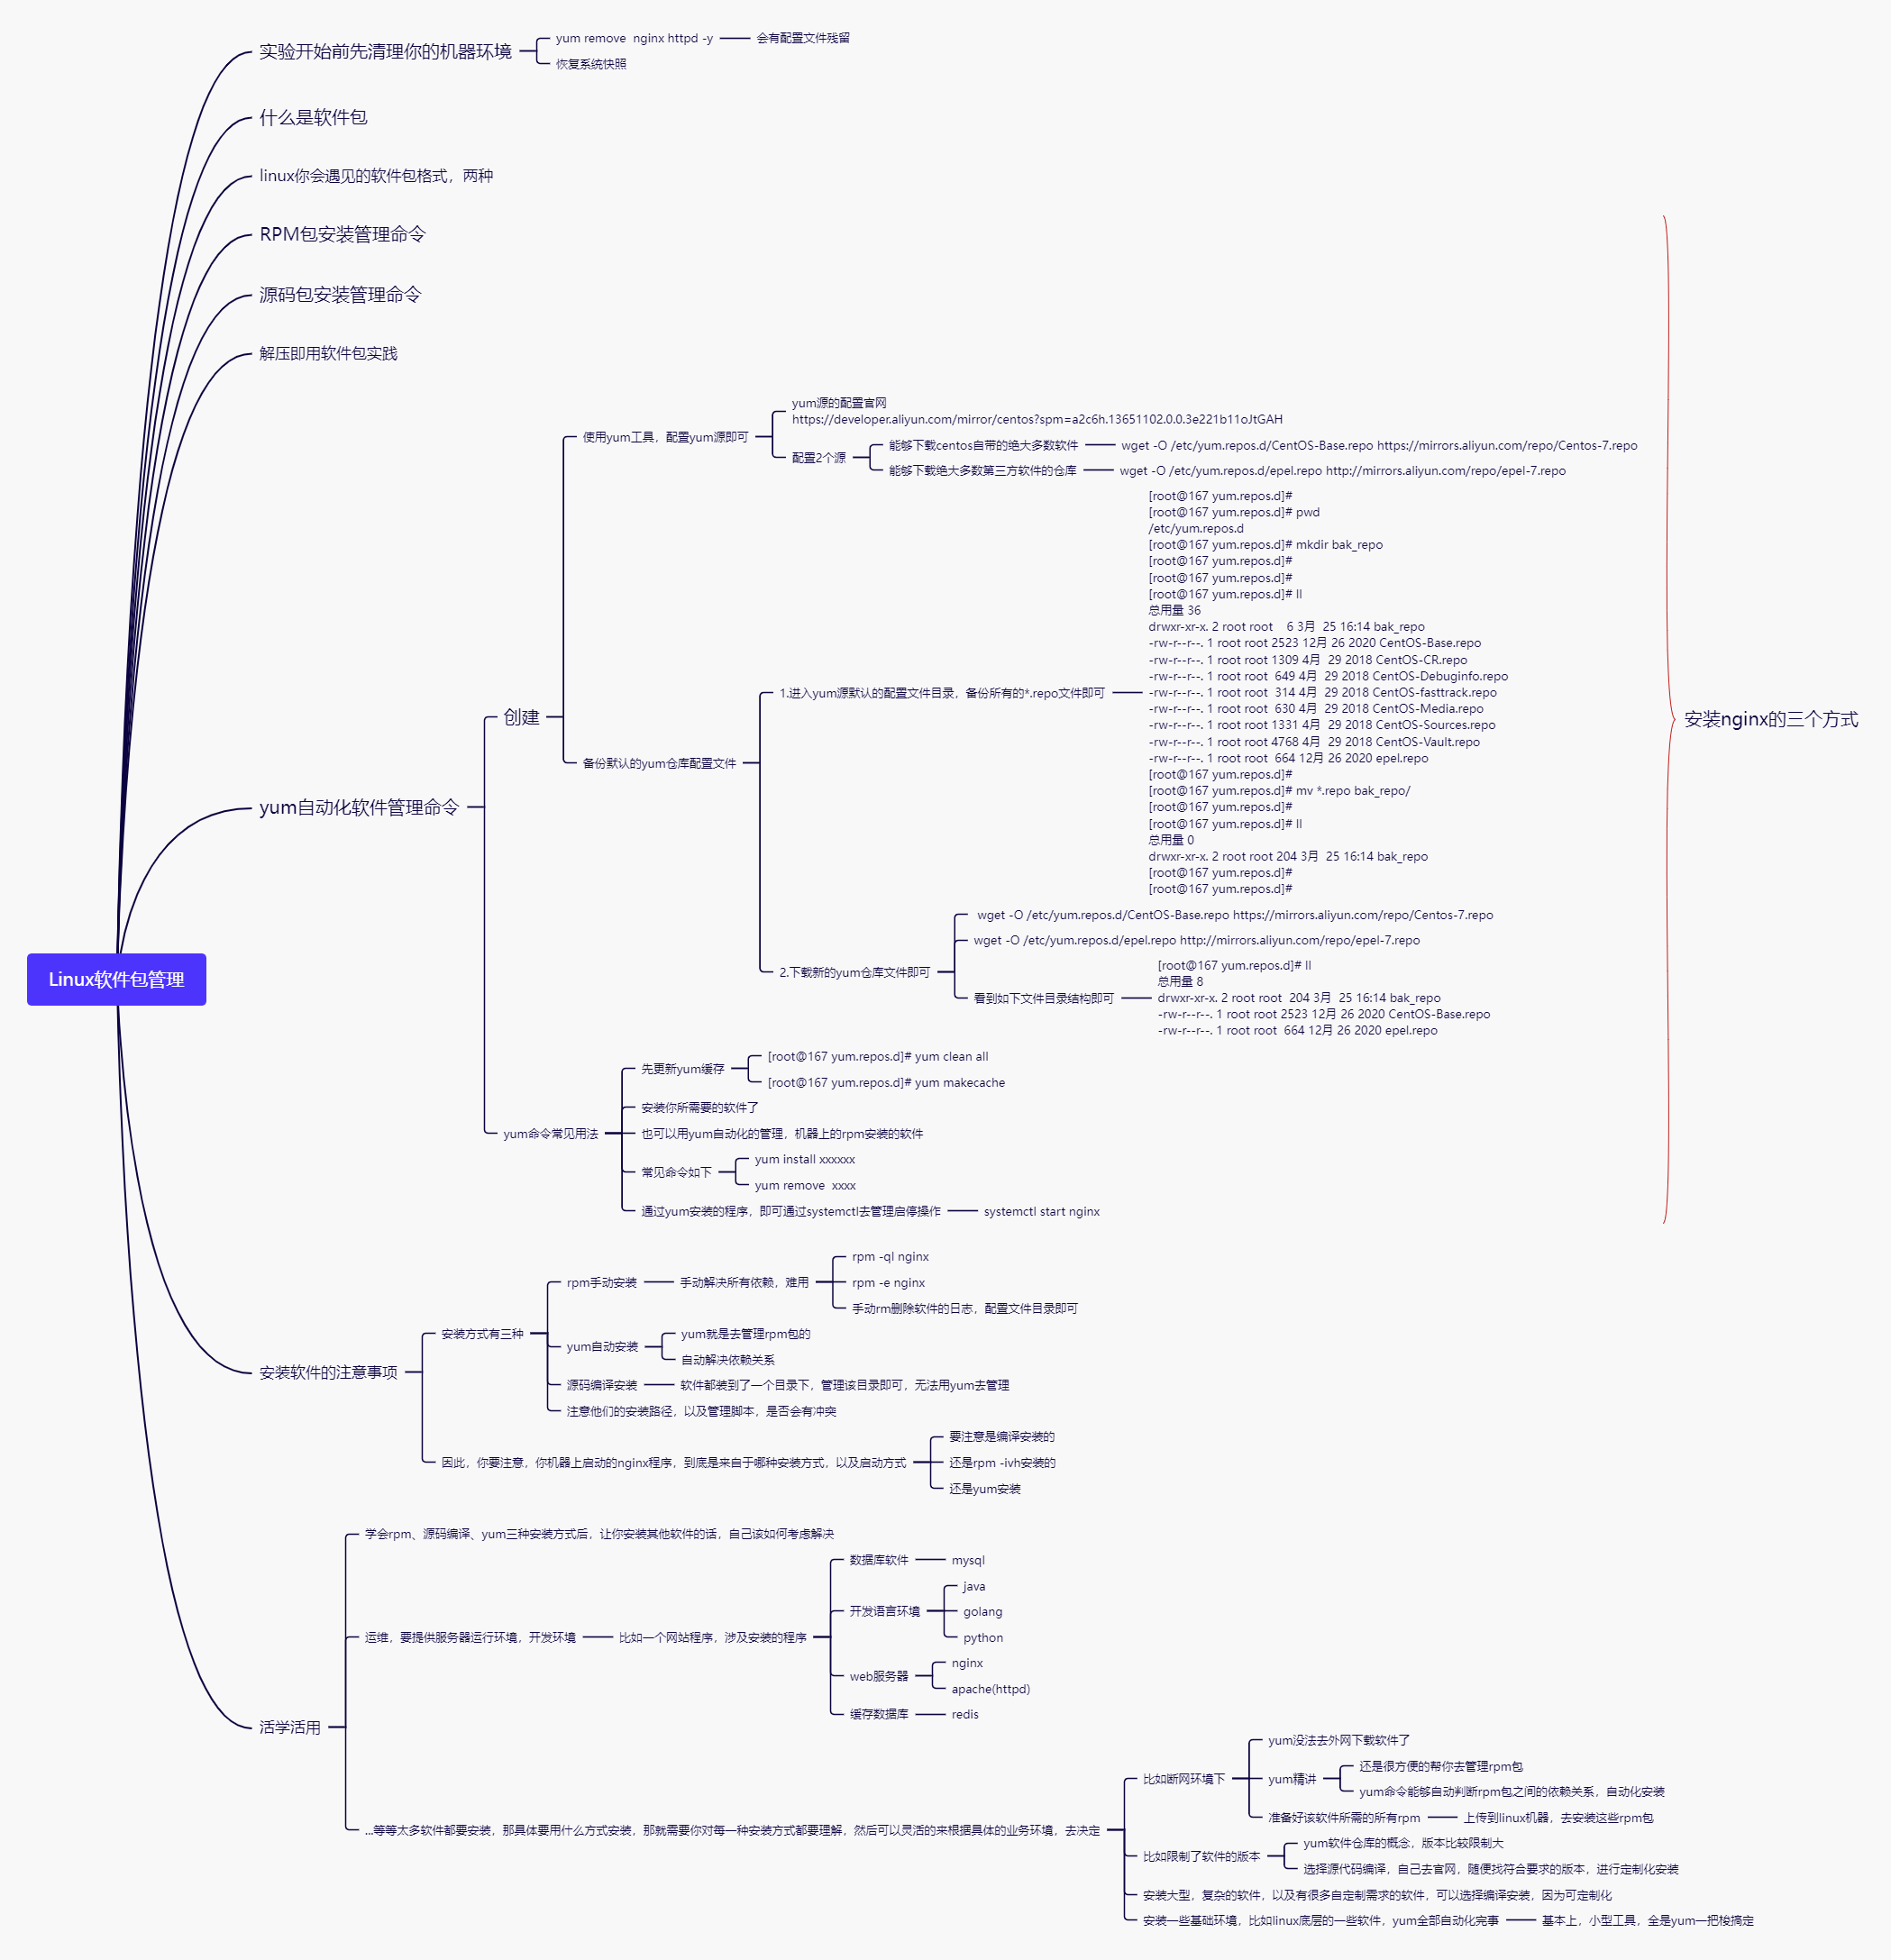 实验开始前先清理你的机器环境
yum remove  nginx httpd -y
会有配置文件残留
恢复系统快照
什么是软件包
linux你会遇见的软件包格式，两种
RPM包安装管理命令
源码包安装管理命令
解压即用软件包实践
yum自动化软件管理命令
创建
使用yum工具，配置yum源即可
yum源的配置官网
https://developer.aliyun.com/mirror/centos?spm=a2c6h.13651102.0.0.3e221b11oJtGAH
配置2个源
能够下载centos自带的绝大多数软件
wget -O /etc/yum.repos.d/CentOS-Base.repo https://mirrors.aliyun.com/repo/Centos-7.repo
能够下载绝大多数第三方软件的仓库
wget -O /etc/yum.repos.d/epel.repo http://mirrors.aliyun.com/repo/epel-7.repo
备份默认的yum仓库配置文件
1.进入yum源默认的配置文件目录，备份所有的*.repo文件即可
[root@167 yum.repos.d]#
[root@167 yum.repos.d]# pwd
/etc/yum.repos.d
[root@167 yum.repos.d]# mkdir bak_repo
[root@167 yum.repos.d]#
[root@167 yum.repos.d]#
[root@167 yum.repos.d]# ll
总用量 36
drwxr-xr-x. 2 root root    6 3月  25 16:14 bak_repo
-rw-r--r--. 1 root root 2523 12月 26 2020 CentOS-Base.repo
-rw-r--r--. 1 root root 1309 4月  29 2018 CentOS-CR.repo
-rw-r--r--. 1 root root  649 4月  29 2018 CentOS-Debuginfo.repo
-rw-r--r--. 1 root root  314 4月  29 2018 CentOS-fasttrack.repo
-rw-r--r--. 1 root root  630 4月  29 2018 CentOS-Media.repo
-rw-r--r--. 1 root root 1331 4月  29 2018 CentOS-Sources.repo
-rw-r--r--. 1 root root 4768 4月  29 2018 CentOS-Vault.repo
-rw-r--r--. 1 root root  664 12月 26 2020 epel.repo
[root@167 yum.repos.d]#
[root@167 yum.repos.d]# mv *.repo bak_repo/
[root@167 yum.repos.d]#
[root@167 yum.repos.d]# ll
总用量 0
drwxr-xr-x. 2 root root 204 3月  25 16:14 bak_repo
[root@167 yum.repos.d]#
[root@167 yum.repos.d]#
2.下载新的yum仓库文件即可
wget -O /etc/yum.repos.d/CentOS-Base.repo https://mirrors.aliyun.com/repo/Centos-7.repo
wget -O /etc/yum.repos.d/epel.repo http://mirrors.aliyun.com/repo/epel-7.repo
看到如下文件目录结构即可
[root@167 yum.repos.d]# ll
总用量 8
drwxr-xr-x. 2 root root  204 3月  25 16:14 bak_repo
-rw-r--r--. 1 root root 2523 12月 26 2020 CentOS-Base.repo
-rw-r--r--. 1 root root  664 12月 26 2020 epel.repo
yum命令常见用法
先更新yum缓存
[root@167 yum.repos.d]# yum clean all
[root@167 yum.repos.d]# yum makecache
安装你所需要的软件了
也可以用yum自动化的管理，机器上的rpm安装的软件
常见命令如下
yum install xxxxxx
yum remove  xxxx
通过yum安装的程序，即可通过systemctl去管理启停操作
systemctl start nginx
安装nginx的三个方式
Linux软件包管理
安装软件的注意事项
安装方式有三种
rpm手动安装
手动解决所有依赖，难用
rpm -ql nginx
rpm -e nginx
手动rm删除软件的日志，配置文件目录即可
yum自动安装
yum就是去管理rpm包的
自动解决依赖关系
源码编译安装
软件都装到了一个目录下，管理该目录即可，无法用yum去管理
注意他们的安装路径，以及管理脚本，是否会有冲突
因此，你要注意，你机器上启动的nginx程序，到底是来自于哪种安装方式，以及启动方式
要注意是编译安装的
还是rpm -ivh安装的
还是yum安装
活学活用
学会rpm、源码编译、yum三种安装方式后，让你安装其他软件的话，自己该如何考虑解决
运维，要提供服务器运行环境，开发环境
比如一个网站程序，涉及安装的程序
数据库软件
mysql
开发语言环境
java
golang
python
web服务器
nginx
apache(httpd)
缓存数据库
redis
...等等太多软件都要安装，那具体要用什么方式安装，那就需要你对每一种安装方式都要理解，然后可以灵活的来根据具体的业务环境，去决定
比如断网环境下
yum没法去外网下载软件了
yum精讲
还是很方便的帮你去管理rpm包
yum命令能够自动判断rpm包之间的依赖关系，自动化安装
准备好该软件所需的所有rpm
上传到linux机器，去安装这些rpm包
比如限制了软件的版本
yum软件仓库的概念，版本比较限制大
选择源代码编译，自己去官网，随便找符合要求的版本，进行定制化安装
安装大型，复杂的软件，以及有很多自定制需求的软件，可以选择编译安装，因为可定制化
安装一些基础环境，比如linux底层的一些软件，yum全部自动化完事
基本上，小型工具，全是yum一把梭搞定